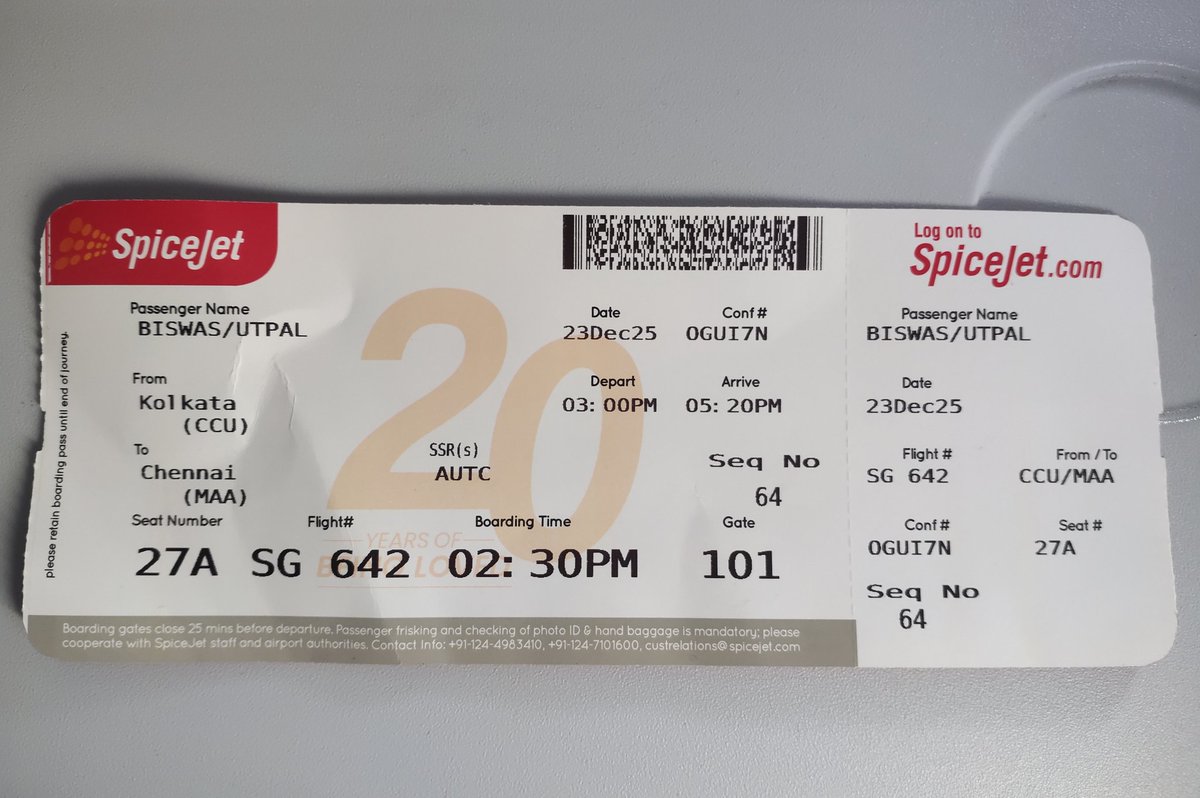 SpiceJet
Passenger Name
BISWAS/UTPAL
Date
23Dec25
Conf #
OGUI7N
From
Kolkata
(CCU)
Depart
03: 00PM
Arrive
05: 20PM
To
Chennai
(MAA)
SSR(s)
AUTC
Seq No
64
Seat Number
27A
Flight#
SG 642
Boarding Time
02: 30PM
Gate
101
20
YEARS OF
please retain boarding pass until end of journey.
Boarding gates close 25 mins before departure. Passenger frisking and checking of photo ID & hand baggage is mandatory; please
cooperate with SpiceJet staff and airport authorities. Contact Info: +91-124-4983410, +91-124-7101600, custrelations@spicejet.com
Log on to
SpiceJet.com
Passenger Name
BISWAS/UTPAL
Date
23Dec25
Flight #
SG 642
From / To
CCU/MAA
Conf #
OGUI7N
Seat #
27A
Seq No
64